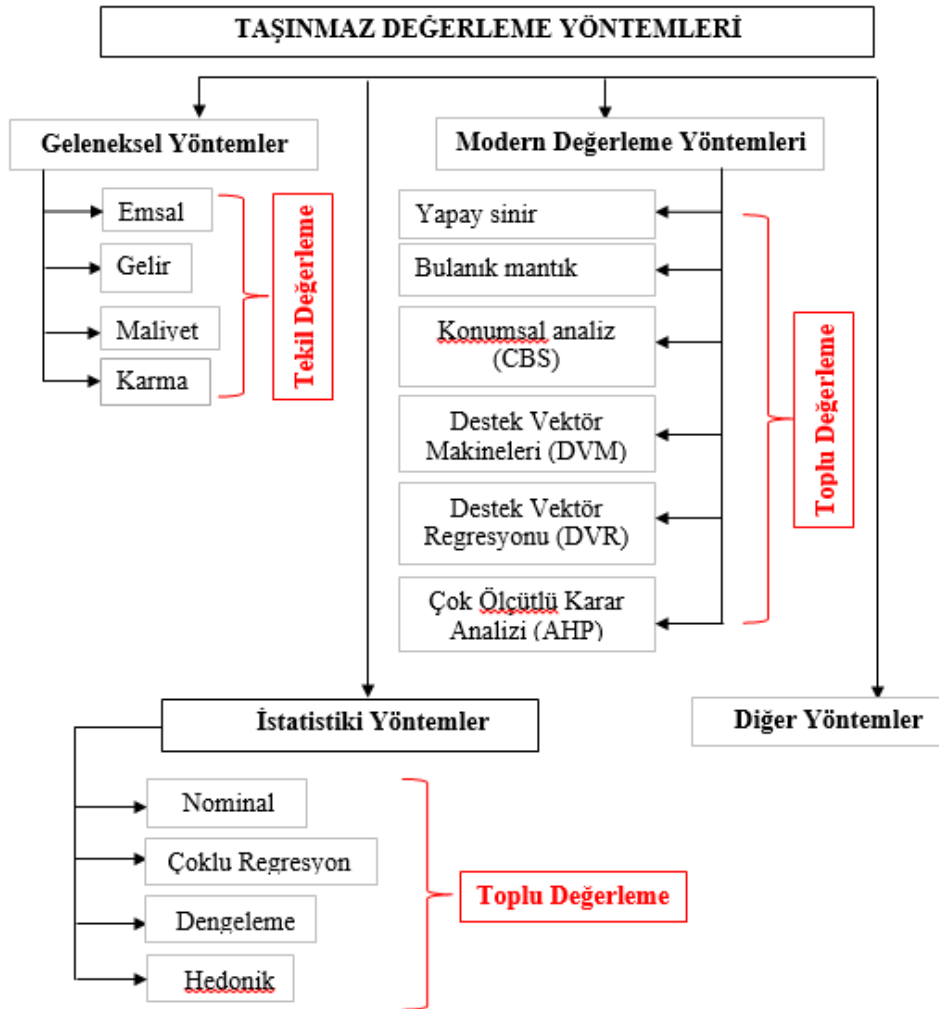 TAŞINMAZ DEĞERLEME YÖNTEMLERİ
Geleneksel Yöntemler
Emsal
Gelir
Maliyet
Karma
Tekil Değerleme
Modern Değerleme Yöntemleri
Yapay sinir
Bulanık mantık
Konumsal analiz
(CBS)
Destek Vektör
Makineleri (DVM)
Destek Vektör
Regresyonu (DVR)
Çok Ölçütlü Karar
Analizi (AHP)
Toplu Değerleme
İstatistiki Yöntemler
Nominal
Çoklu Regresyon
Dengeleme
Hedonik
Toplu Değerleme
Diğer Yöntemler